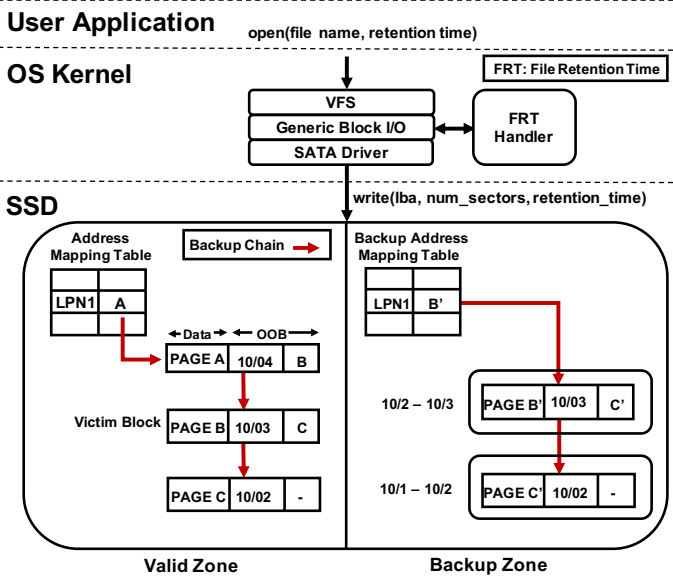 User Application
open(file name, retention time)
OS Kernel
FRT: File Retention Time
VFS
Generic Block I/O
SATA Driver
FRT
Handler
write(lba, num_sectors, retention_time)
SSD
Address
Mapping Table
Backup Chain
Backup Address
Mapping Table
LPN1 A
LPN1 B'
Data OOB
PAGE A 10/04 B
10/2 – 10/3
PAGE B' 10/03 C'
Victim Block
PAGE B 10/03 C
PAGE C 10/02 -
10/1 – 10/2
PAGE C' 10/02 -
Valid Zone
Backup Zone